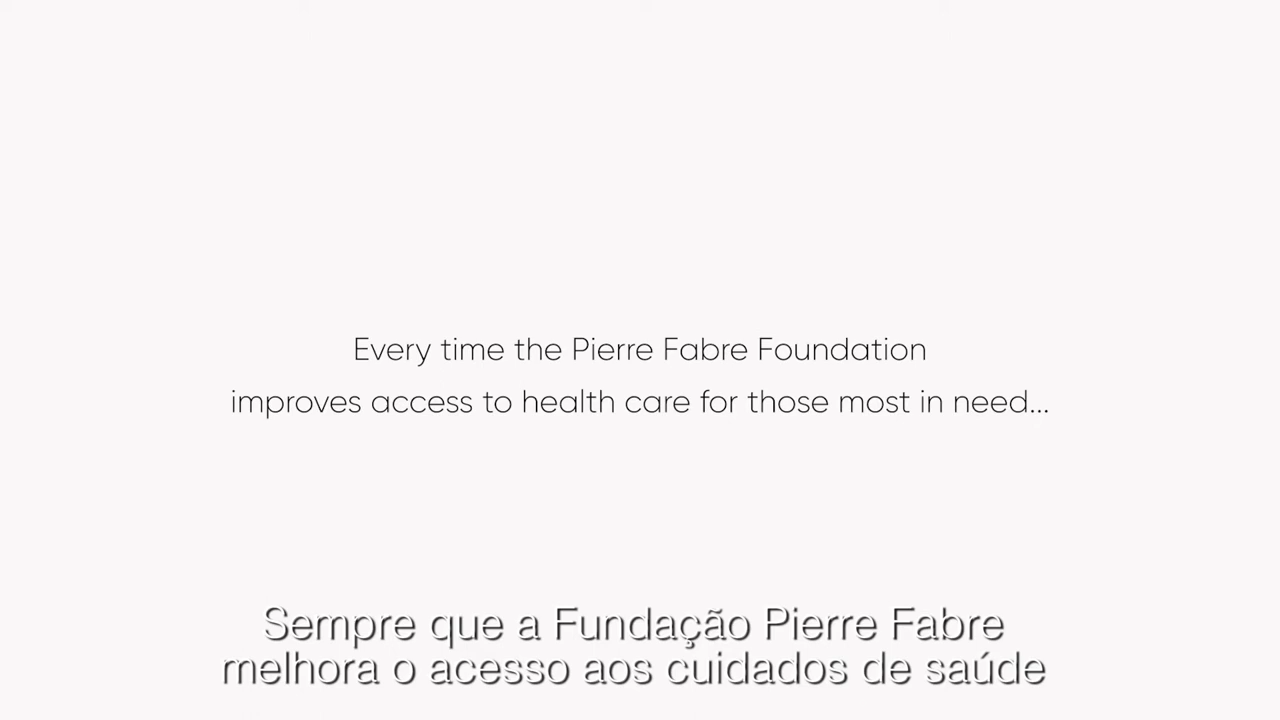 Every time the Pierre Fabre Foundation
improves access to health care for those most in need...
Sempre que a Fundação Pierre Fabre
melhora o acesso aos cuidados de saúde